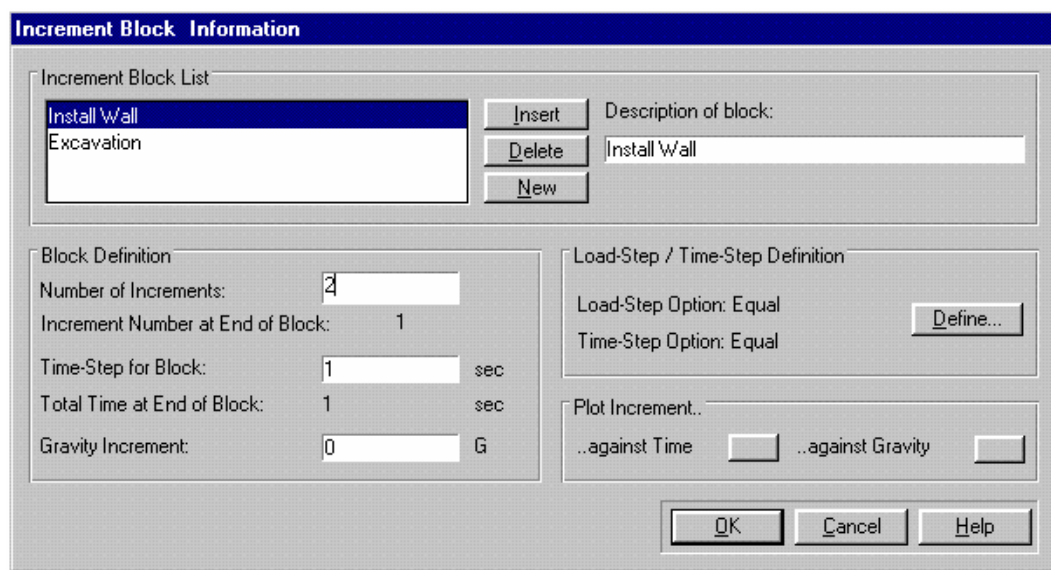 Increment Block Information
Increment Block List
Install Wall
Excavation
Insert
Delete
New
Description of block:
Install Wall
Block Definition
Number of Increments: 2
Increment Number at End of Block: 1
Time-Step for Block: 1 sec
Total Time at End of Block: 1 sec
Gravity Increment: 0 G
Load-Step / Time-Step Definition
Load-Step Option: Equal
Time-Step Option: Equal
Define...
Plot Increment..
..against Time ..against Gravity
OK Cancel Help